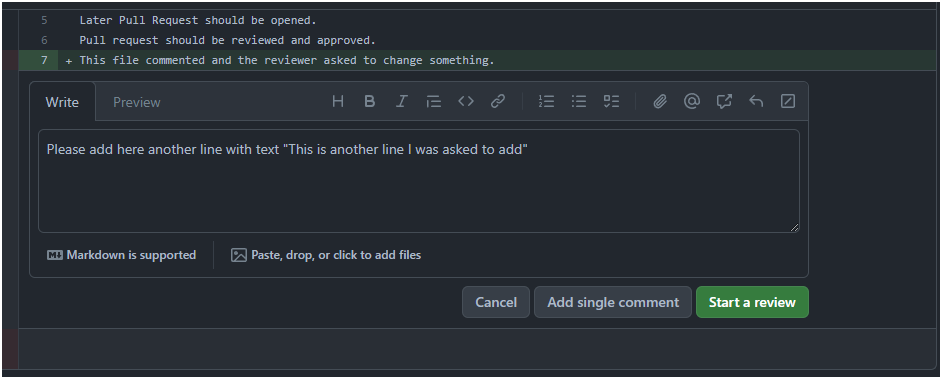 5 Later Pull Request should be opened.
6 Pull request should be reviewed and approved.
7 + This file commented and the reviewer asked to change something.
Write Preview H B I
Please add here another line with text "This is another line I was asked to add"
Markdown is supported Paste, drop, or click to add files
Cancel Add single comment Start a review